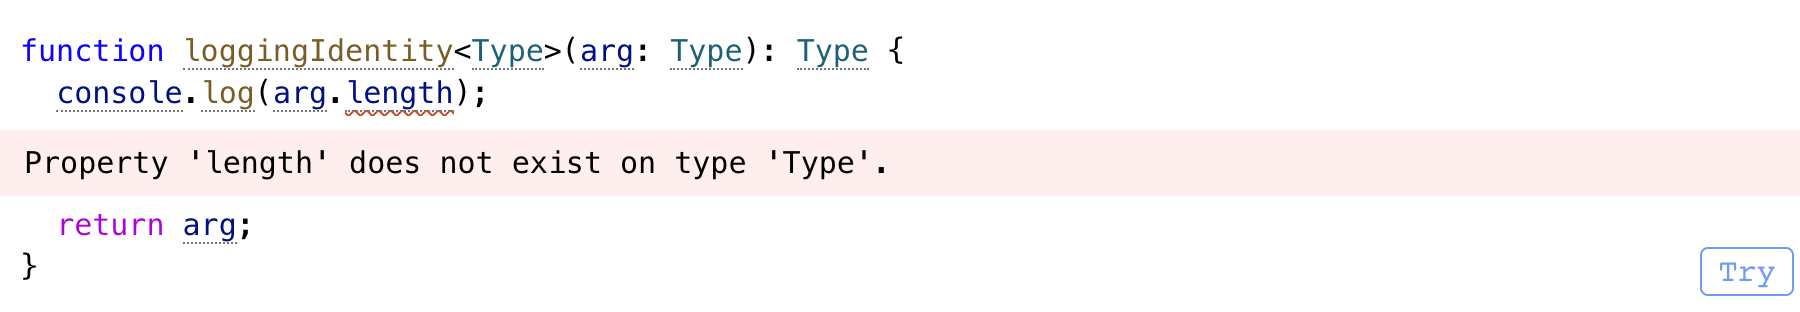 function loggingIdentity<Type>(arg: Type): Type {
  console.log(arg.length);
Property 'length' does not exist on type 'Type'.
  return arg;
}
Try